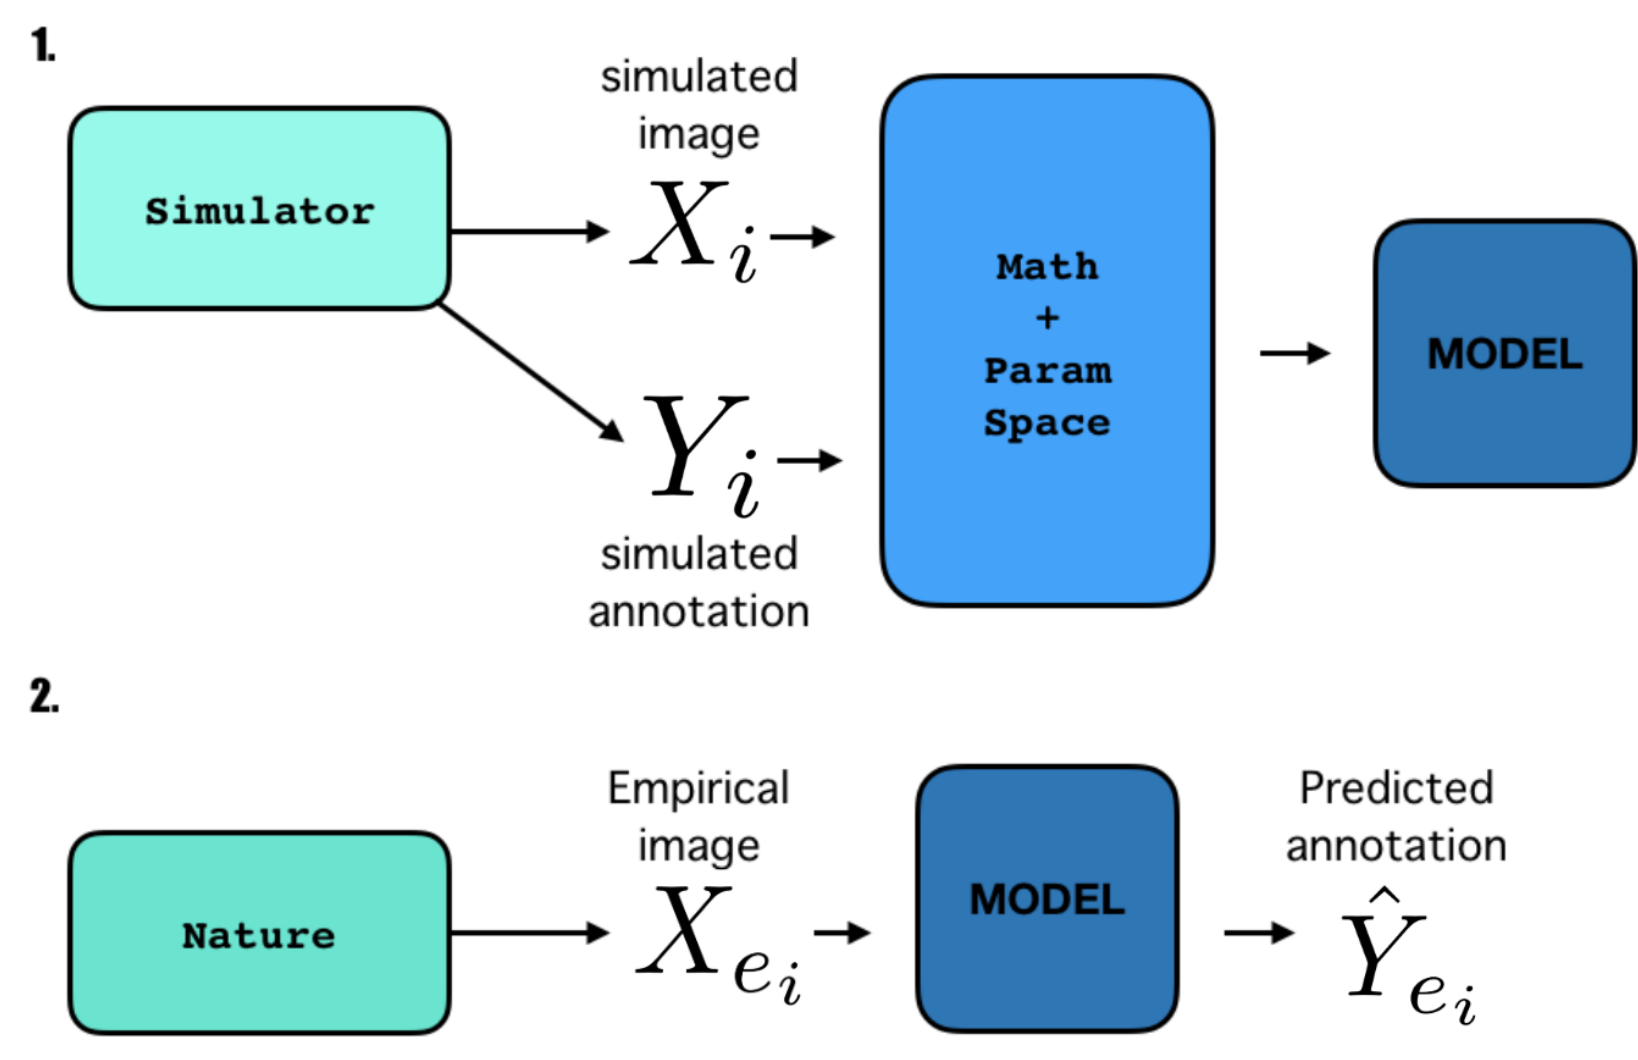 1.
simulated
image
Simulator
X_i
Math
+
Param
Space
MODEL
Y_i
simulated
annotation
2.
Empirical
image
Predicted
annotation
Nature
X_{e_i}
MODEL
Ŷ_{e_i}